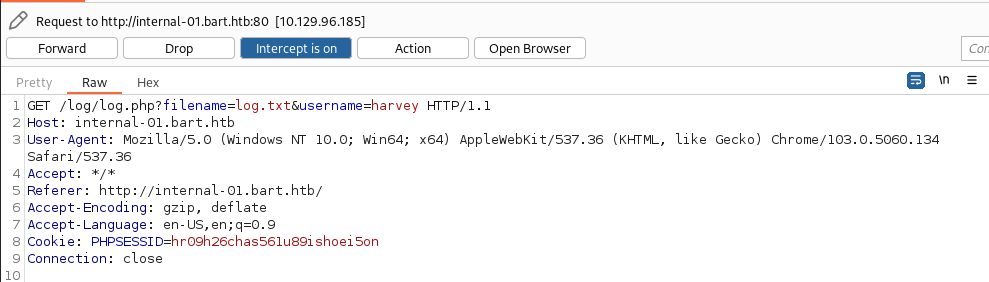 Request to http://internal-01.bart.htb:80 [10.129.96.185]
Forward Drop Intercept is on Action Open Browser
Pretty Raw Hex \n
1 GET /log/log.php?filename=log.txt&username=harvey HTTP/1.1
2 Host: internal-01.bart.htb
3 User-Agent: Mozilla/5.0 (Windows NT 10.0; Win64; x64) AppleWebKit/537.36 (KHTML, like Gecko) Chrome/103.0.5060.134
Safari/537.36
4 Accept: */*
5 Referer: http://internal-01.bart.htb/
6 Accept-Encoding: gzip, deflate
7 Accept-Language: en-US,en;q=0.9
8 Cookie: PHPSESSID=hr09h26chas561u89ishoei5on
9 Connection: close
10